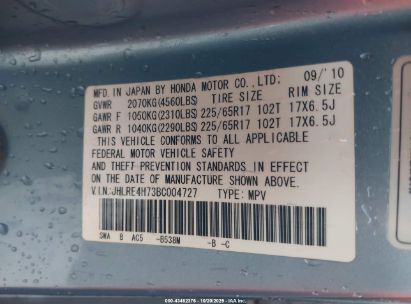 MFD. IN JAPAN BY HONDA MOTOR CO.,LTD.: 09/'10
GVWR 2070KG(4560LBS) TIRE SIZE RIM SIZE
GAWR F 1050KG(2310LBS) 225/65R17 102T 17X6.5J
GAWR R 1040KG(2290LBS) 225/65R17 102T 17X6.5J
THIS VEHICLE CONFORMS TO ALL APPLICABLE
FEDERAL MOTOR VEHICLE SAFETY
AND THEFT PREVENTION STANDARDS IN EFFECT
ON THE DATE OF MANUFACTURE SHOWN ABOVE.
V.I.N.:JHLRE4H73BC004727 TYPE: MPV
SWA B AC5 -B538M -B -C